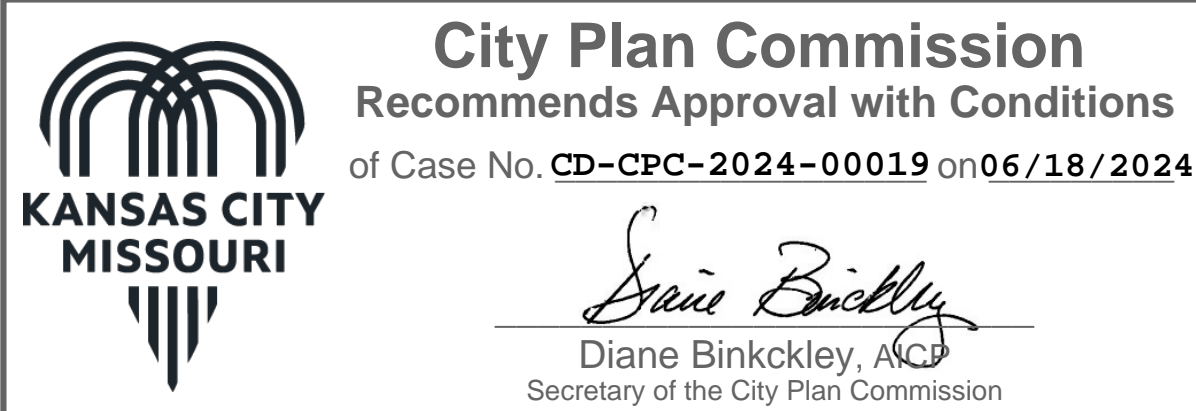 KANSAS CITY
MISSOURI
City Plan Commission
Recommends Approval with Conditions
of Case No. CD-CPC-2024-00019 on 06/18/2024
Diane Binckley
Diane Binkckley, AICP
Secretary of the City Plan Commission